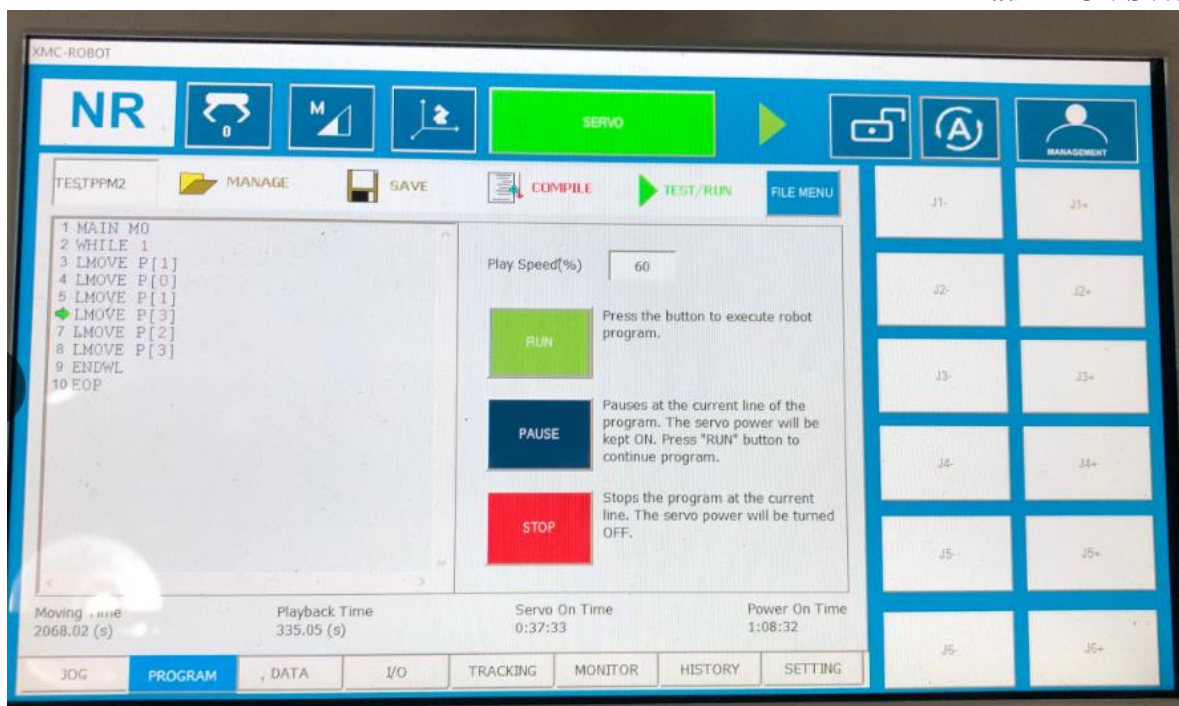 XMC-ROBOT
NR
0
M
SERVO
A
MANAGEMENT
TESTPPM2
MANAGE
SAVE
COMPILE
TEST/RUN
FILE MENU
1 MAIN M0
2 WHILE 1
3 LMOVE P[1]
4 LMOVE P[0]
5 LMOVE P[1]
LMOVE P[3]
7 LMOVE P[2]
8 LMOVE P[3]
9 ENDWL
10 EOP
Play Speed(%)
60
RUN
Press the button to execute robot
program.
PAUSE
Pauses at the current line of the
program. The servo power will be
kept ON. Press "RUN" button to
continue program.
STOP
Stops the program at the current
line. The servo power will be turned
OFF.
J1-
J1+
J2-
J2+
J3-
J3+
J4-
J4+
J5-
J5+
J6-
J6+
Moving Time
2068.02 (s)
Playback Time
335.05 (s)
Servo On Time
0:37:33
Power On Time
1:08:32
JOG
PROGRAM
DATA
I/O
TRACKING
MONITOR
HISTORY
SETTING